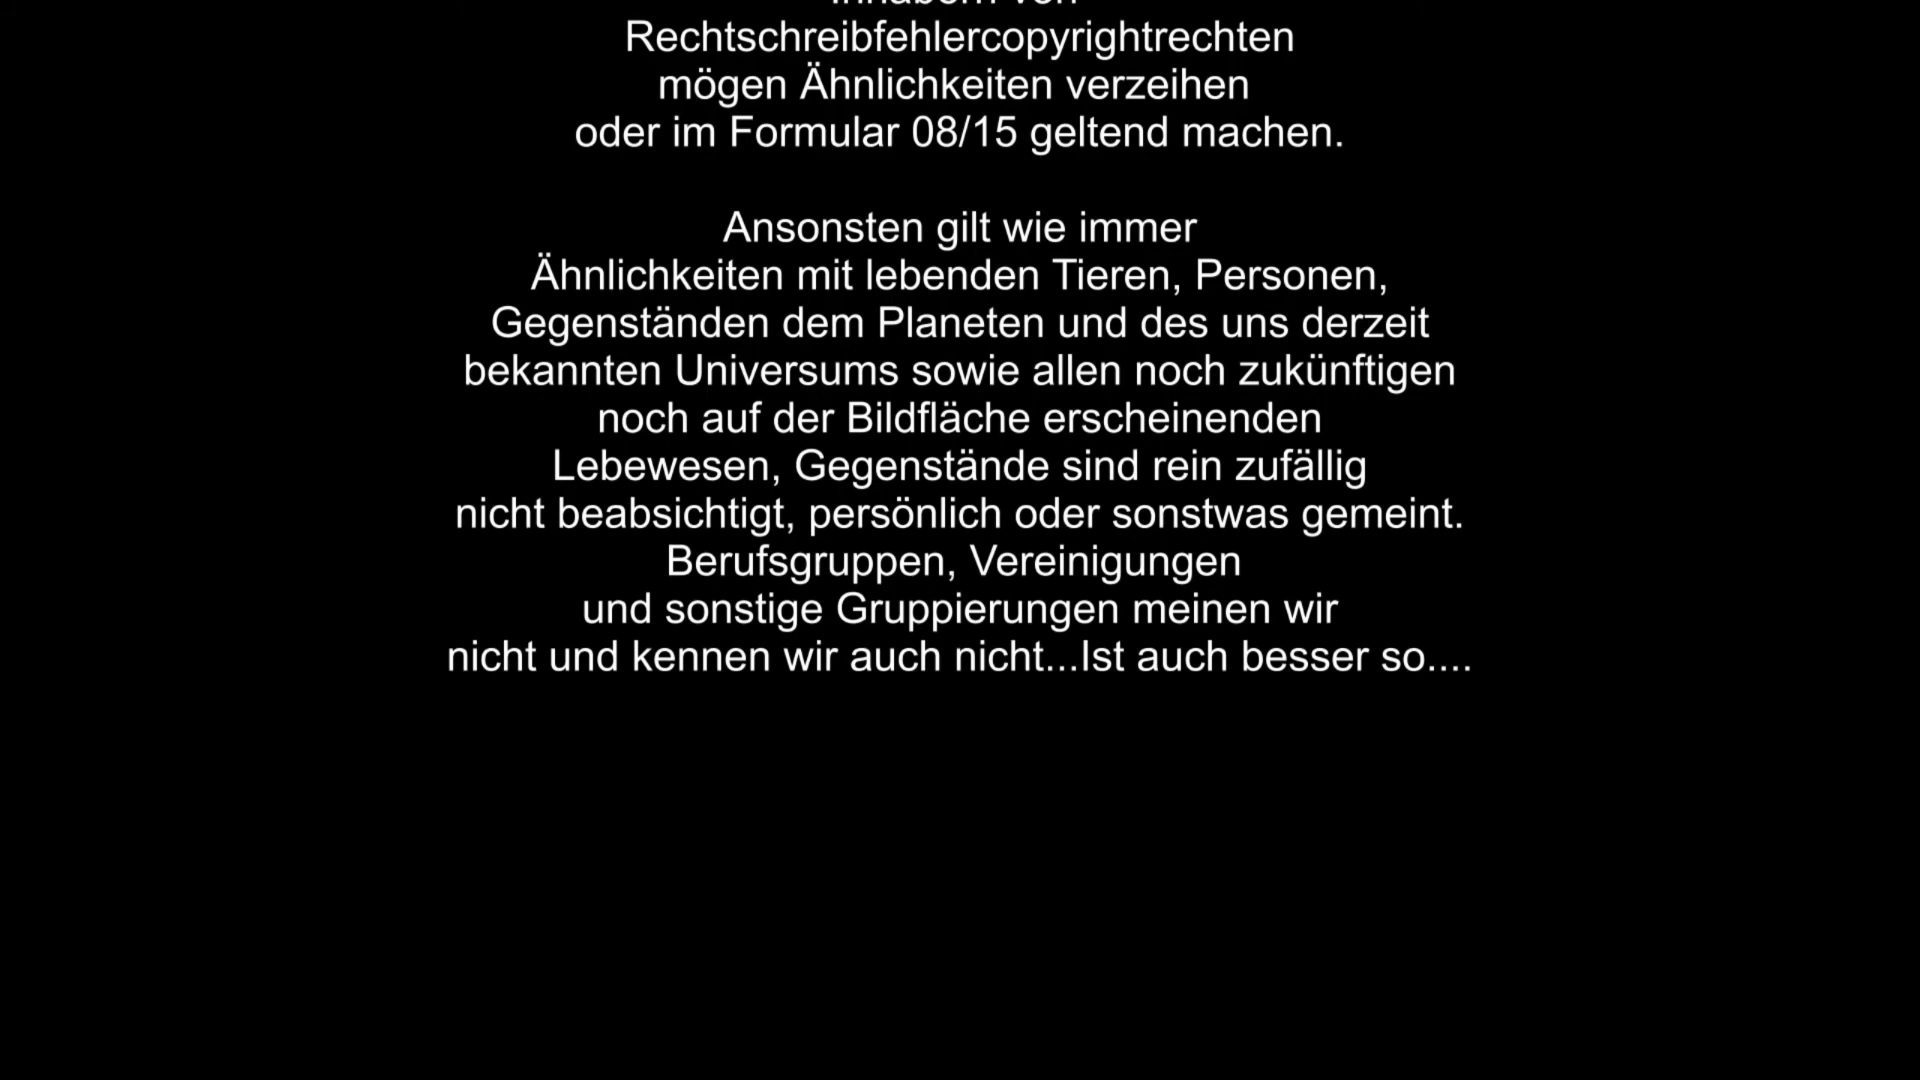 Inhabern von
Rechtschreibfehlercopyrightrechten
mögen Ähnlichkeiten verzeihen
oder im Formular 08/15 geltend machen.
Ansonsten gilt wie immer
Ähnlichkeiten mit lebenden Tieren, Personen,
Gegenständen dem Planeten und des uns derzeit
bekannten Universums sowie allen noch zukünftigen
noch auf der Bildfläche erscheinenden
Lebewesen, Gegenstände sind rein zufällig
nicht beabsichtigt, persönlich oder sonstwas gemeint.
Berufsgruppen, Vereinigungen
und sonstige Gruppierungen meinen wir
nicht und kennen wir auch nicht...Ist auch besser so....